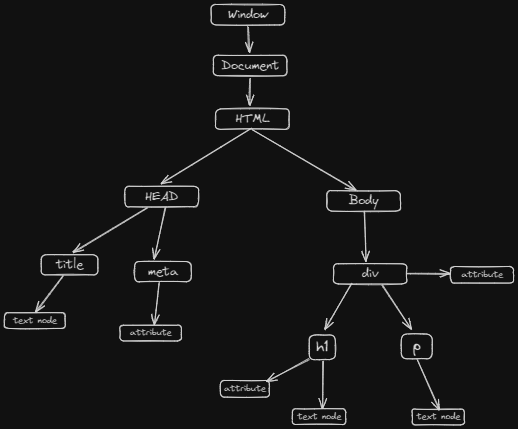 Window
Document
HTML
HEAD
Body
title
meta
div
attribute
text node
attribute
h1
p
attribute
text node
text node